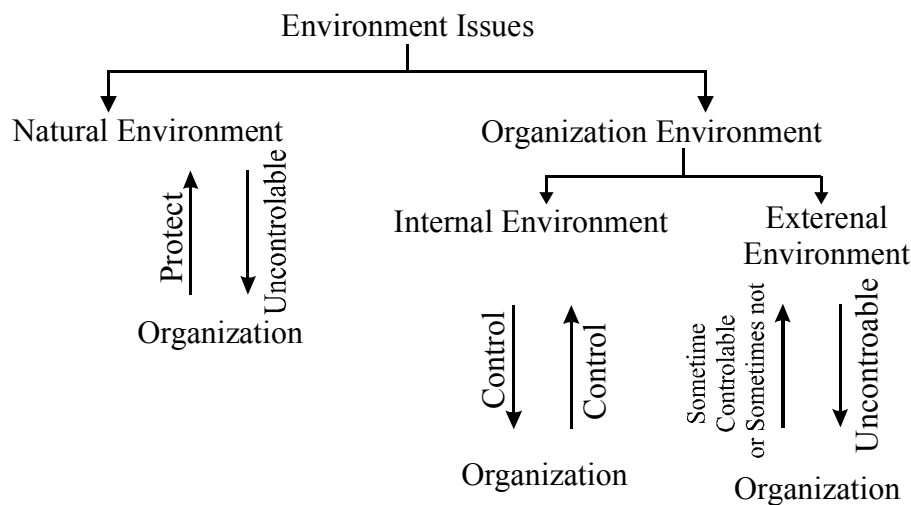 Environment Issues
Natural Environment
Organization Environment
Protect
Uncontrolable
Organization
Internal Environment
Exterenal
Environment
Control
Control
Organization
Sometime
Controlable
or Sometimes not
Uncontroable
Organization